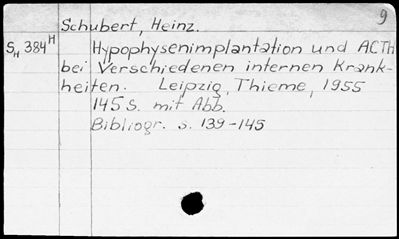 9
Schubert, Heinz.
SH 384H Hypophysenimplantation und ACTH
bei Verschiedenen internen Krank-
heiten. Leipzig, Thieme, 1955
145 S. mit Abb.
Bibliogr. s. 139-145